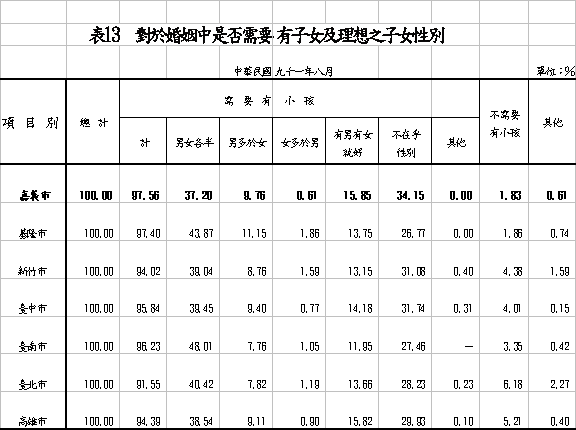 表13 對於婚姻中是否需要有子女及理想之子女性別
中華民國九十一年八月 單位:%
項目別 總計 需要有小孩 不需要有小孩 其他
計 男女各半 男多於女 女多於男 有男有女就好 不在乎性別 其他
嘉義市 100.00 97.56 37.20 9.76 0.61 15.85 34.15 0.00 1.83 0.61
基隆市 100.00 97.40 43.87 11.15 1.86 13.75 26.77 0.00 1.86 0.74
新竹市 100.00 94.02 39.04 8.76 1.59 13.15 31.08 0.40 4.38 1.59
臺中市 100.00 95.84 39.45 9.40 0.77 14.18 31.74 0.31 4.01 0.15
臺南市 100.00 96.23 48.01 7.76 1.05 11.95 27.46 — 3.35 0.42
臺北市 100.00 91.55 40.42 7.82 1.19 13.66 28.23 0.23 6.18 2.27
高雄市 100.00 94.39 38.54 9.11 0.90 15.82 29.93 0.10 5.21 0.40